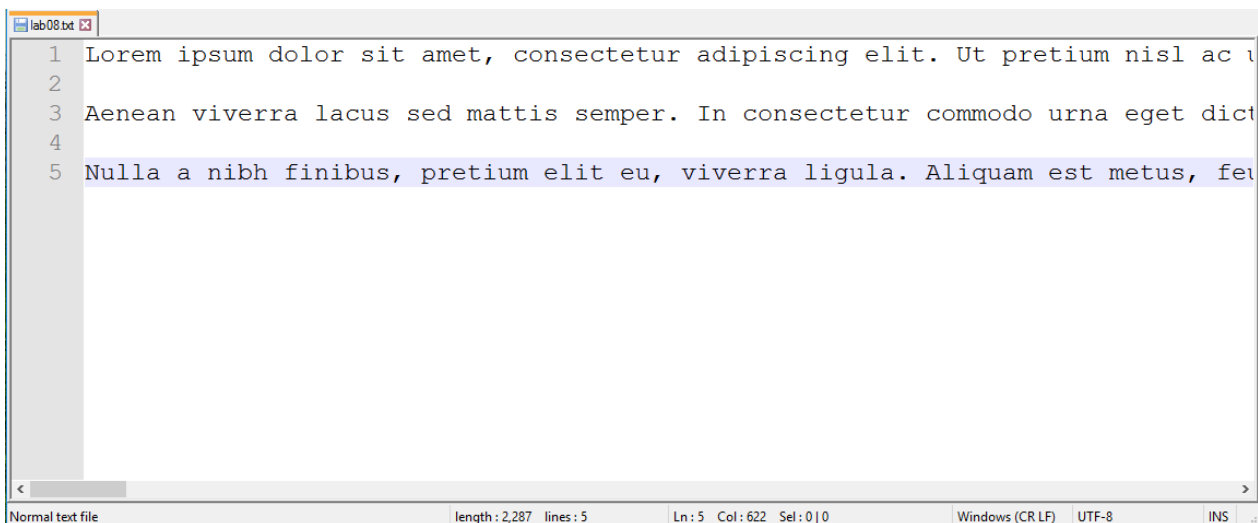 lab08.txt
1 Lorem ipsum dolor sit amet, consectetur adipiscing elit. Ut pretium nisl ac
2
3 Aenean viverra lacus sed mattis semper. In consectetur commodo urna eget
4
5 Nulla a nibh finibus, pretium elit eu, viverra ligula. Aliquam est metus,
Normal text file length : 2,287 lines : 5 Ln : 5 Col : 622 Sel : 0 | 0 Windows (CR LF) UTF-8 INS